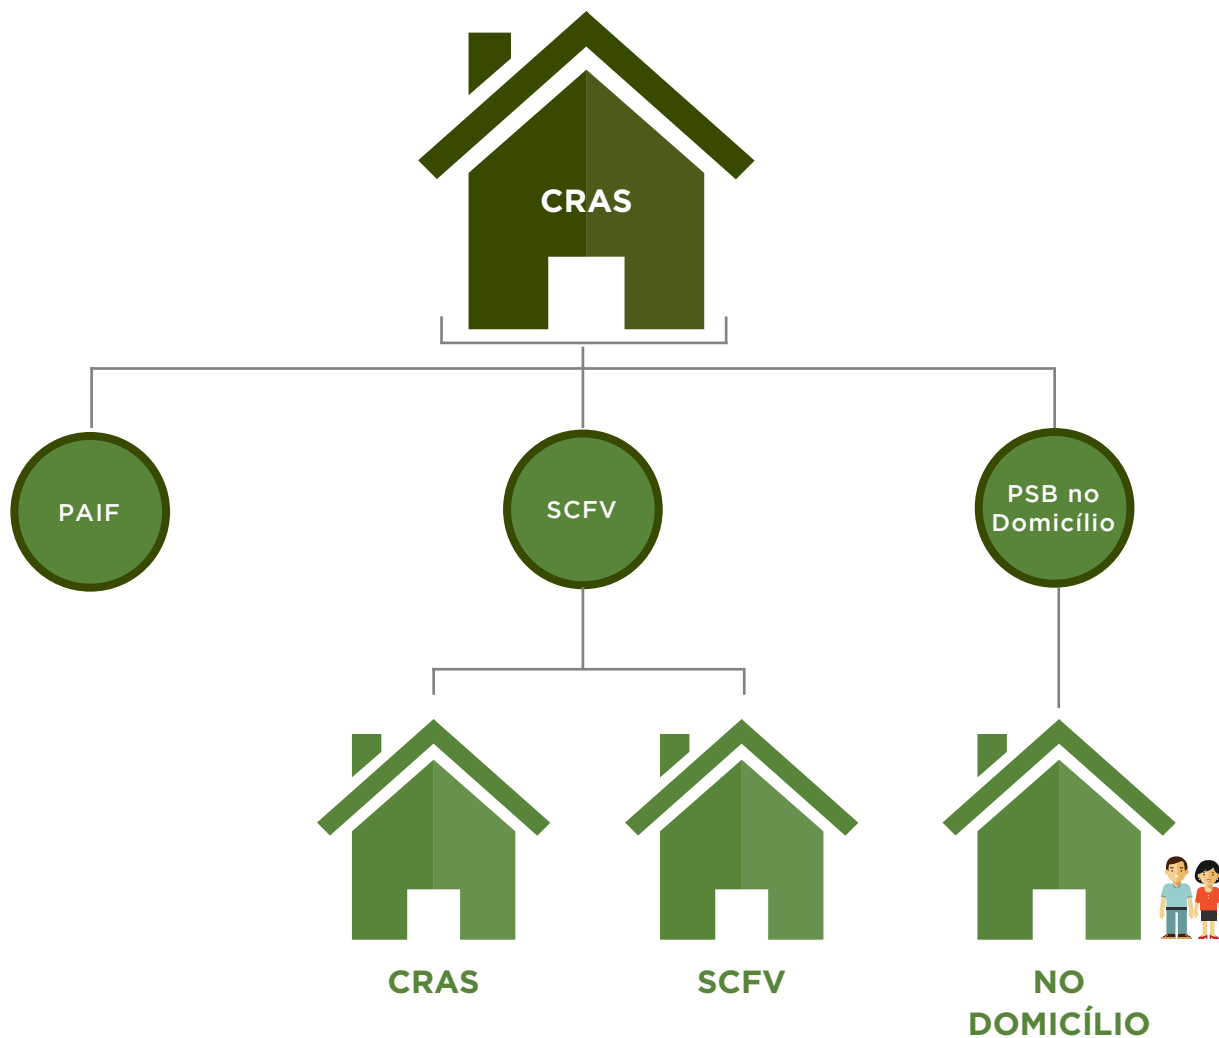 CRAS
PAIF
SCFV
PSB no
Domicílio
CRAS
SCFV
NO
DOMICÍLIO